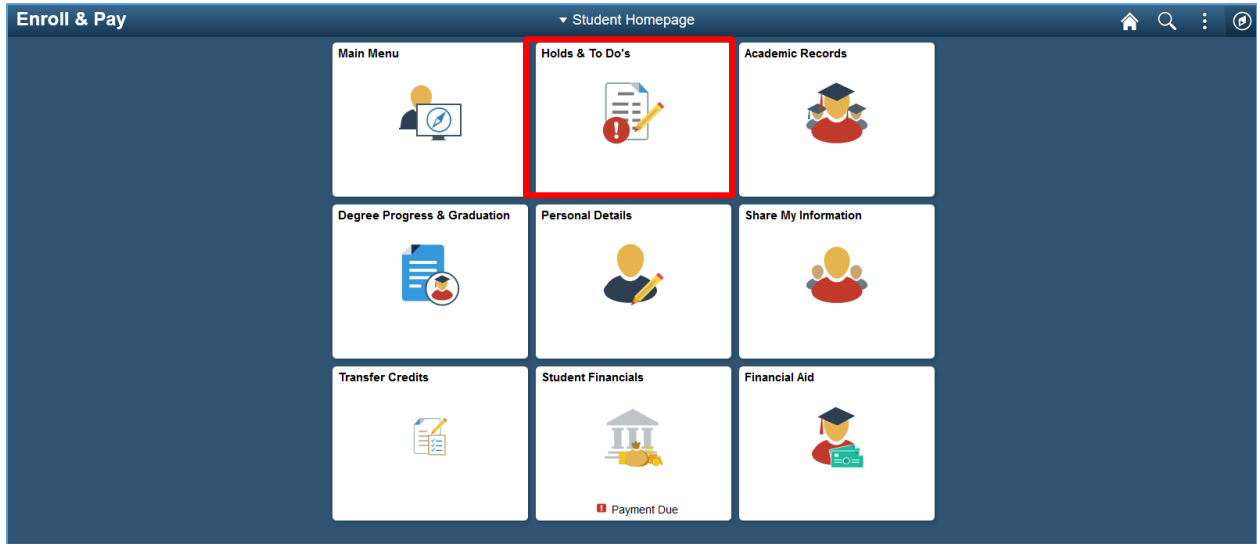 Enroll & Pay
▾ Student Homepage
Main Menu
Holds & To Do's
Academic Records
Degree Progress & Graduation
Personal Details
Share My Information
Transfer Credits
Student Financials
Financial Aid
Payment Due